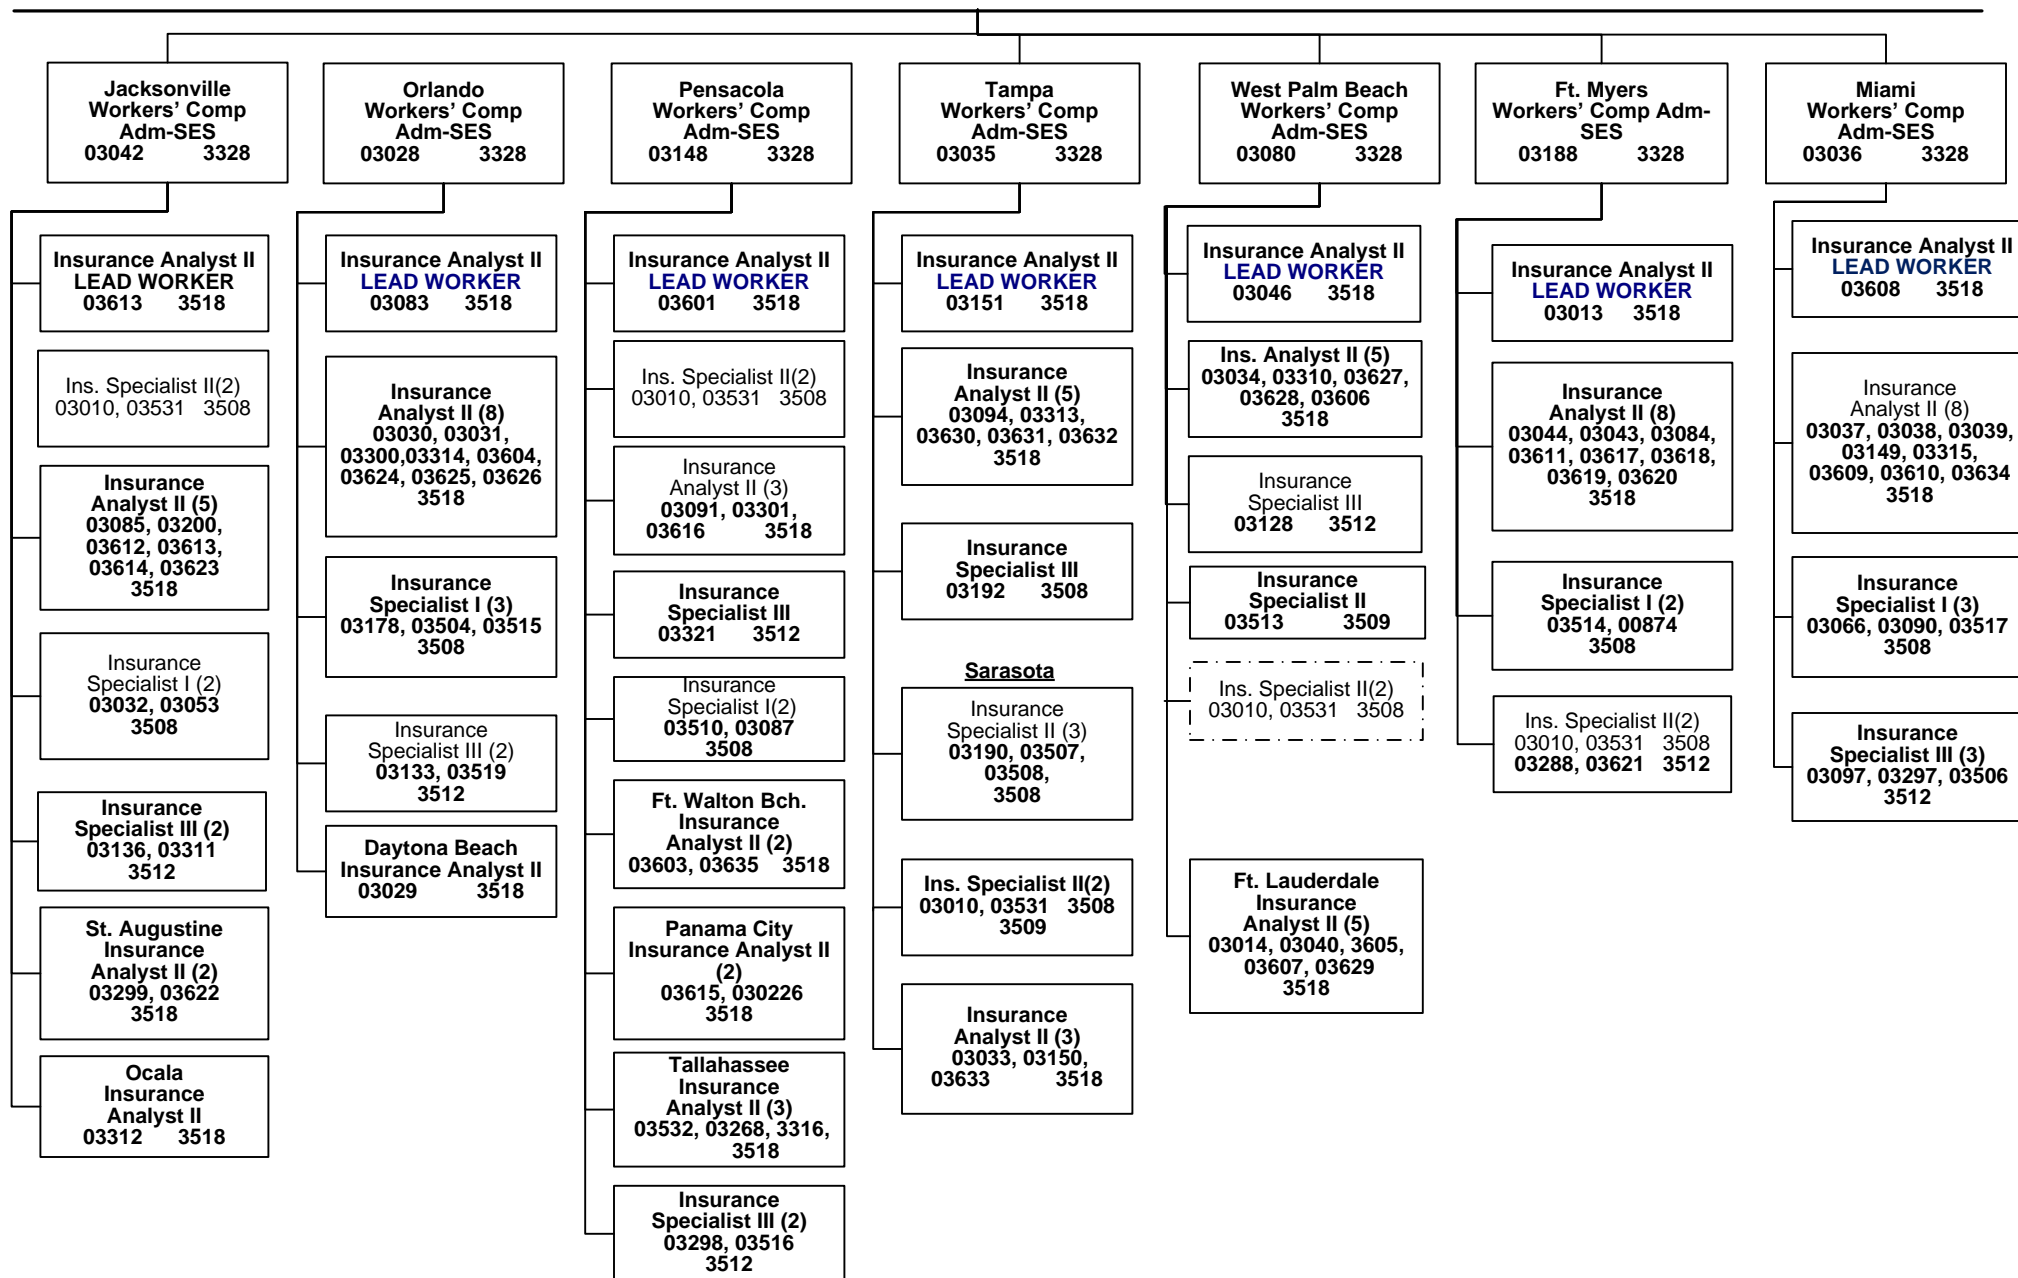 Jacksonville
Workers' Comp
Adm-SES
03042 3328
Insurance Analyst II
LEAD WORKER
03613 3518
Ins. Specialist II(2)
03010, 03531 3508
Insurance
Analyst II (5)
03085, 03200,
03612, 03613,
03614, 03623
3518
Insurance
Specialist I (2)
03032, 03053
3508
Insurance
Specialist III (2)
03136, 03311
3512
St. Augustine
Insurance
Analyst II (2)
03299, 03622
3518
Ocala
Insurance
Analyst II
03312 3518
Orlando
Workers' Comp
Adm-SES
03028 3328
Insurance Analyst II
LEAD WORKER
03083 3518
Insurance
Analyst II (8)
03030, 03031,
03300,03314, 03604,
03624, 03625, 03626
3518
Insurance
Specialist I (3)
03178, 03504, 03515
3508
Insurance
Specialist III (2)
03133, 03519
3512
Daytona Beach
Insurance Analyst II
03029 3518
Pensacola
Workers' Comp
Adm-SES
03148 3328
Insurance Analyst II
LEAD WORKER
03601 3518
Ins. Specialist II(2)
03010, 03531 3508
Insurance
Analyst II (3)
03091, 03301,
03616 3518
Insurance
Specialist III
03321 3512
Insurance
Specialist I(2)
03510, 03087
3508
Ft. Walton Bch.
Insurance
Analyst II (2)
03603, 03635 3518
Panama City
Insurance Analyst II
(2)
03615, 030226
3518
Tallahassee
Insurance
Analyst II (3)
03532, 03268, 3316,
3518
Insurance
Specialist III (2)
03298, 03516
3512
Tampa
Workers' Comp
Adm-SES
03035 3328
Insurance Analyst II
LEAD WORKER
03151 3518
Insurance
Analyst II (5)
03094, 03313,
03630, 03631, 03632
3518
Insurance
Specialist III
03192 3508
Sarasota
Insurance
Specialist II (3)
03190, 03507,
03508,
3508
Ins. Specialist II(2)
03010, 03531 3508
3509
Insurance
Analyst II (3)
03033, 03150,
03633 3518
West Palm Beach
Workers' Comp
Adm-SES
03080 3328
Insurance Analyst II
LEAD WORKER
03046 3518
Ins. Analyst II (5)
03034, 03310, 03627,
03628, 03606
3518
Insurance
Specialist III
03128 3512
Insurance
Specialist II
03513 3509
Ins. Specialist II(2)
03010, 03531 3508
Ft. Lauderdale
Insurance
Analyst II (5)
03014, 03040, 3605,
03607, 03629
3518
Ft. Myers
Workers' Comp Adm-
SES
03188 3328
Insurance Analyst II
LEAD WORKER
03013 3518
Insurance
Analyst II (8)
03044, 03043, 03084,
03611, 03617, 03618,
03619, 03620
3518
Insurance
Specialist I (2)
03514, 00874
3508
Ins. Specialist II(2)
03010, 03531 3508
03288, 03621 3512
Miami
Workers' Comp
Adm-SES
03036 3328
Insurance Analyst II
LEAD WORKER
03608 3518
Insurance
Analyst II (8)
03037, 03038, 03039,
03149, 03315,
03609, 03610, 03634
3518
Insurance
Specialist I (3)
03066, 03090, 03517
3508
Insurance
Specialist III (3)
03097, 03297, 03506
3512